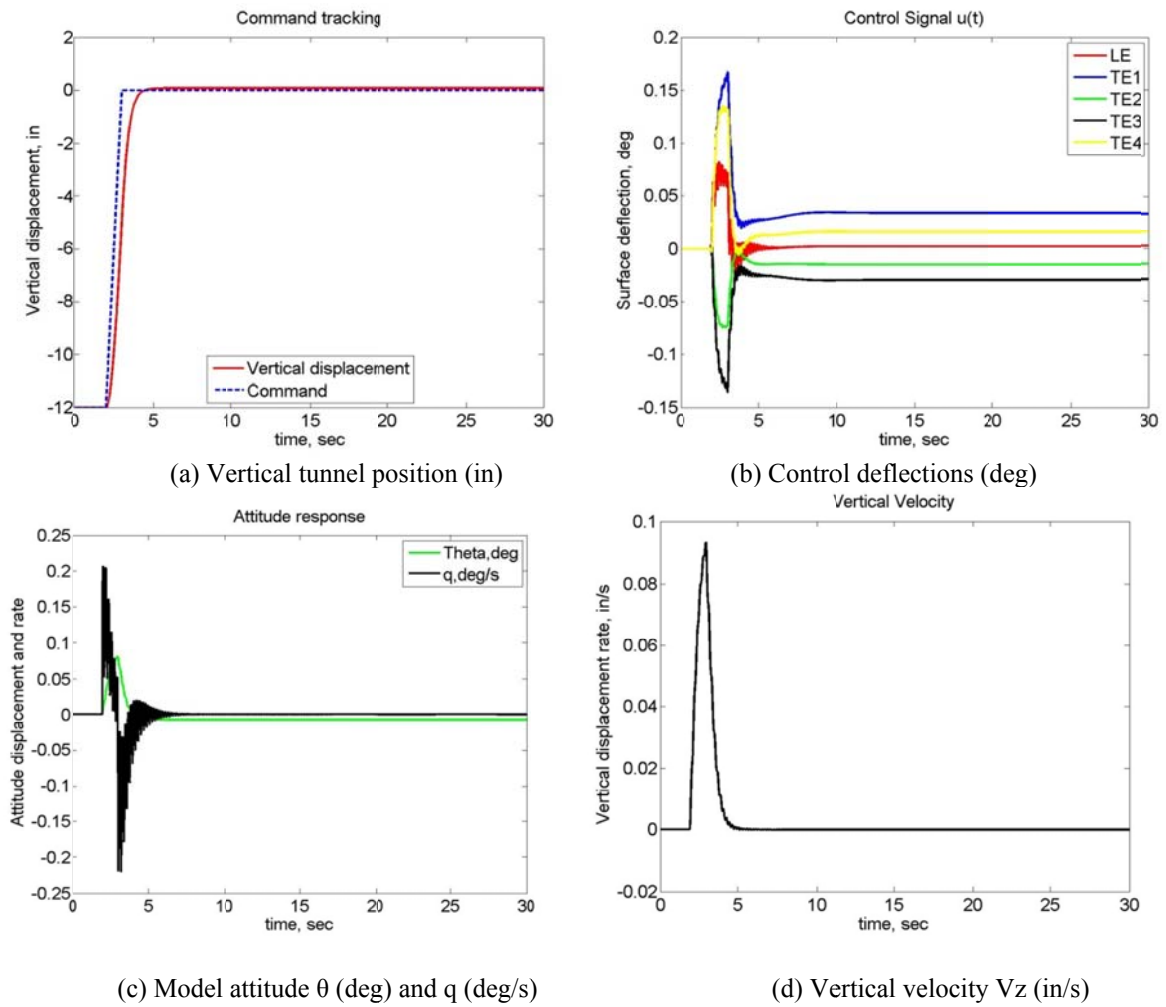 Command tracking
2
0
-2
-4
-6
-8
-10
-12
Vertical displacement, in
Vertical displacement
Command
0 5 10 15 20 25 30
time, sec
(a) Vertical tunnel position (in)
Control Signal u(t)
0.2
0.15
0.1
0.05
0
-0.05
-0.1
-0.15
Surface deflection, deg
LE
TE1
TE2
TE3
TE4
0 5 10 15 20 25 30
time, sec
(b) Control deflections (deg)
Attitude response
0.25
0.2
0.15
0.1
0.05
0
-0.05
-0.1
-0.15
-0.2
-0.25
Attitude displacement and rate
Theta,deg
q,deg/s
0 5 10 15 20 25 30
time, sec
(c) Model attitude θ (deg) and q (deg/s)
Vertical Velocity
0.1
0.08
0.06
0.04
0.02
0
-0.02
Vertical displacement rate, in/s
0 5 10 15 20 25 30
time, sec
(d) Vertical velocity Vz (in/s)